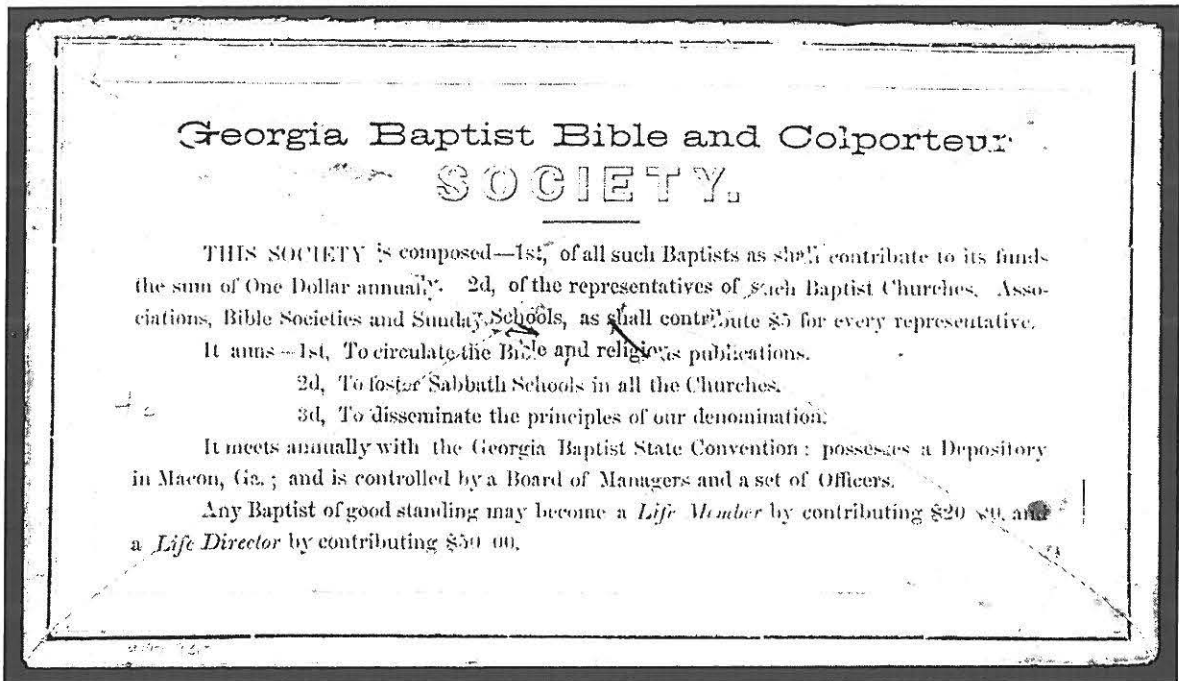 Georgia Baptist Bible and Colporteur
SOCIETY.
THIS SOCIETY is composed—1st, of all such Baptists as shall contribute to its funds
the sum of One Dollar annually. 2d, of the representatives of such Baptist Churches, Asso-
ciations, Bible Societies and Sunday Schools, as shall contribute $5 for every representative.
It aims—1st, To circulate the Bible and religious publications.
2d, To foster Sabbath Schools in all the Churches.
3d, To disseminate the principles of our denomination.
It meets annually with the Georgia Baptist State Convention: possesses a Depository
in Macon, Ga.; and is controlled by a Board of Managers and a set of Officers.
Any Baptist of good standing may become a Life Member by contributing $20 00, and
a Life Director by contributing $50 00.